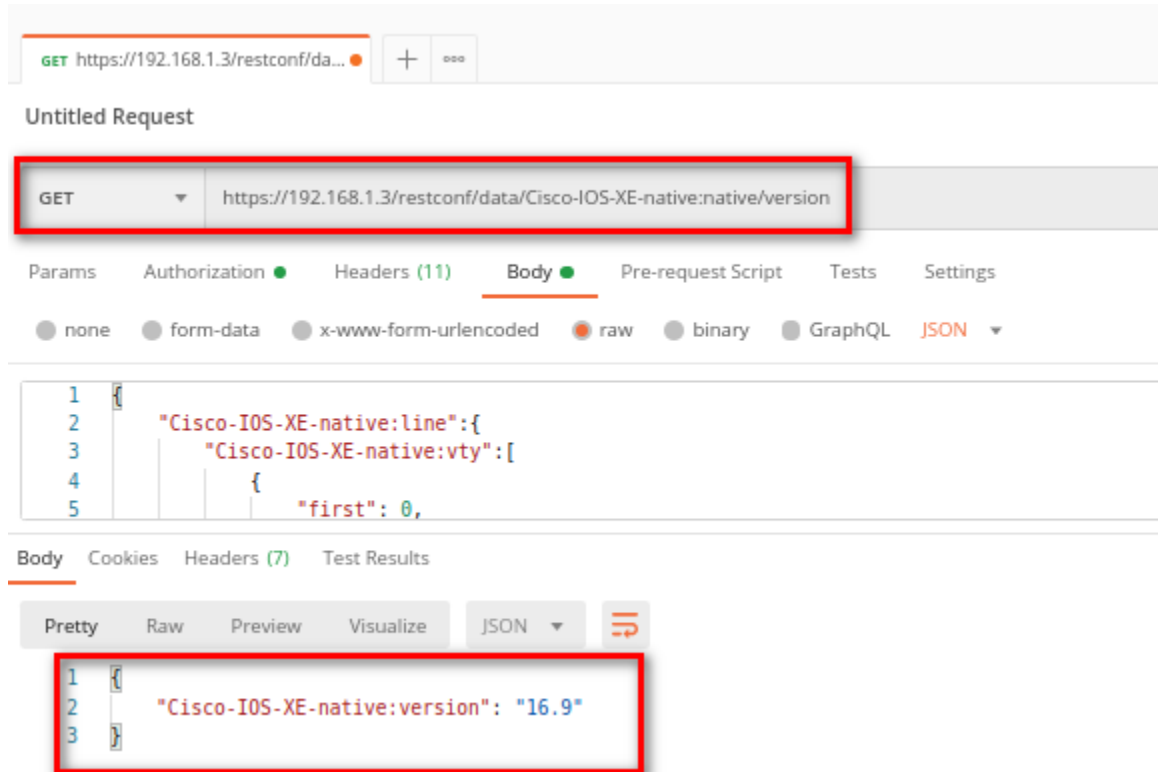 GET https://192.168.1.3/restconf/da...
Untitled Request
GET https://192.168.1.3/restconf/data/Cisco-IOS-XE-native:native/version
Params Authorization Headers (11) Body Pre-request Script Tests Settings
none form-data x-www-form-urlencoded raw binary GraphQL JSON
1 {
2 "Cisco-IOS-XE-native:line":{
3 "Cisco-IOS-XE-native:vty":[
4 {
5 "first": 0,
Body Cookies Headers (7) Test Results
Pretty Raw Preview Visualize JSON
1 {
2 "Cisco-IOS-XE-native:version": "16.9"
3 }